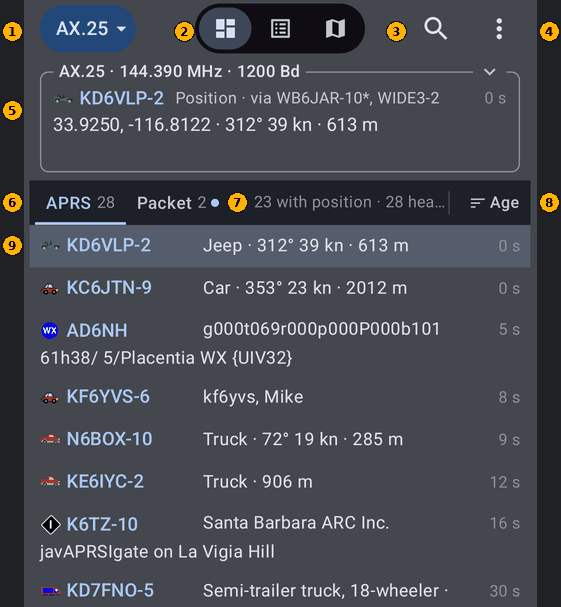 1 AX.25 2 3 4
AX.25 · 144.390 MHz · 1200 Bd
5 KD6VLP-2 Position · via WB6JAR-10*, WIDE3-2 0 s
33.9250, -116.8122 · 312° 39 kn · 613 m
6 APRS 28 Packet 2 7 23 with position · 28 hea… Age 8
9 KD6VLP-2 Jeep · 312° 39 kn · 613 m 0 s
KC6JTN-9 Car · 353° 23 kn · 2012 m 0 s
WX AD6NH g000t069r000p000P000b101 5 s
61h38/ 5/Placentia WX {UIV32}
KF6YVS-6 kf6yvs, Mike 8 s
N6BOX-10 Truck · 72° 19 kn · 285 m 9 s
KE6IYC-2 Truck · 906 m 12 s
I K6TZ-10 Santa Barbara ARC Inc. 16 s
javAPRSIgate on La Vigia Hill
KD7FNO-5 Semi-trailer truck, 18-wheeler · 30 s